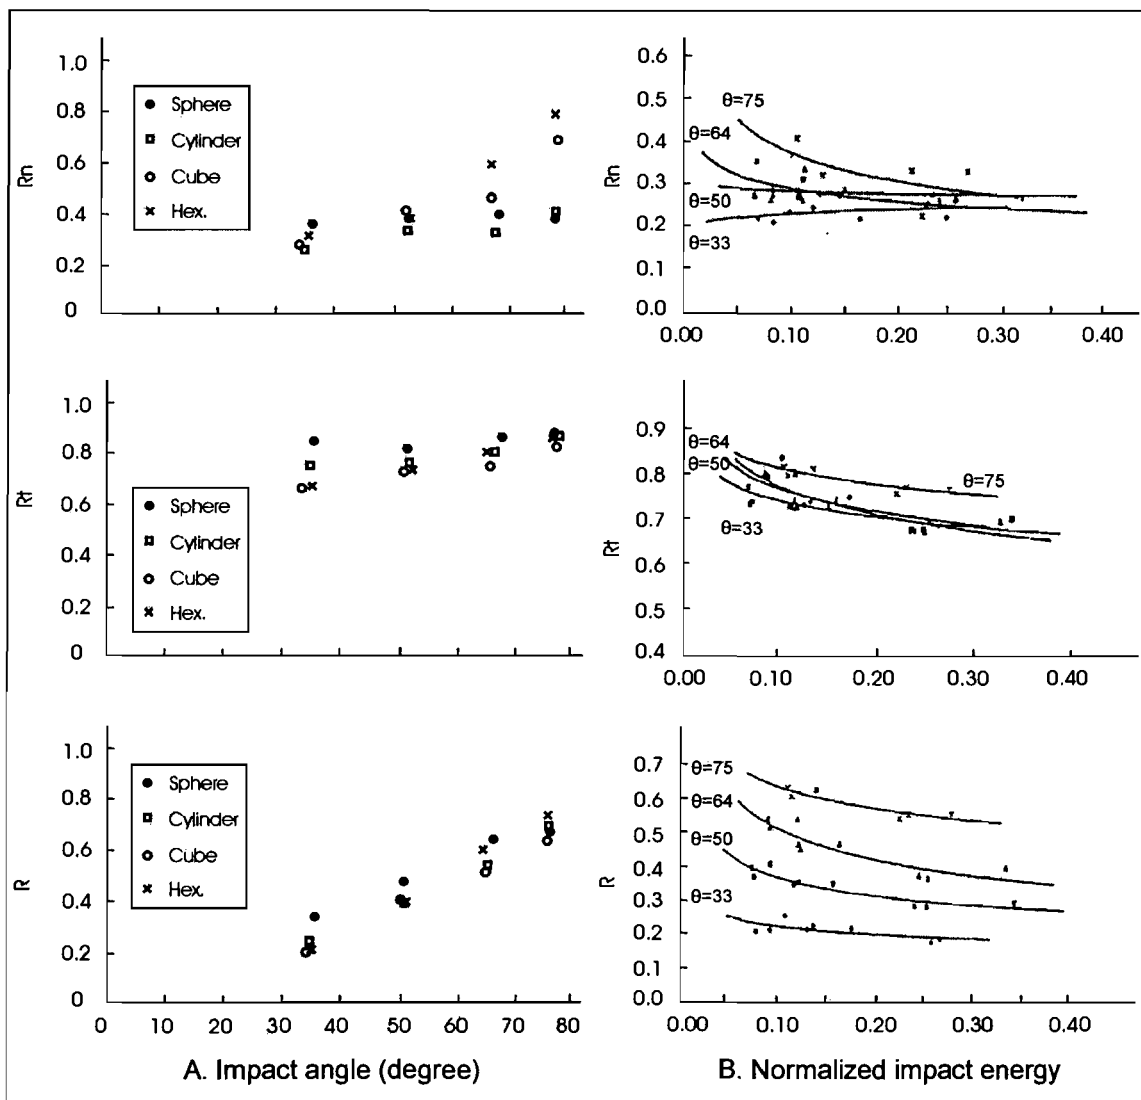 1.0
0.8
0.6
0.4
0.2
0
Rn
Sphere
Cylinder
Cube
Hex.
0.6
0.5
0.4
0.3
0.2
0.1
0.0
Rn
θ=75
θ=64
θ=50
θ=33
0.00 0.10 0.20 0.30 0.40
1.0
0.8
0.6
0.4
0.2
0
Rt
Sphere
Cylinder
Cube
Hex.
0.9
0.8
0.7
0.6
0.5
0.4
Rt
θ=64
θ=50
θ=75
θ=33
0.00 0.10 0.20 0.30 0.40
1.0
0.8
0.6
0.4
0.2
0
R
Sphere
Cylinder
Cube
Hex.
0 10 20 30 40 50 60 70 80
A. Impact angle (degree)
0.7
0.6
0.5
0.4
0.3
0.2
0.1
0.0
R
θ=75
θ=64
θ=50
θ=33
0.00 0.10 0.20 0.30 0.40
B. Normalized impact energy